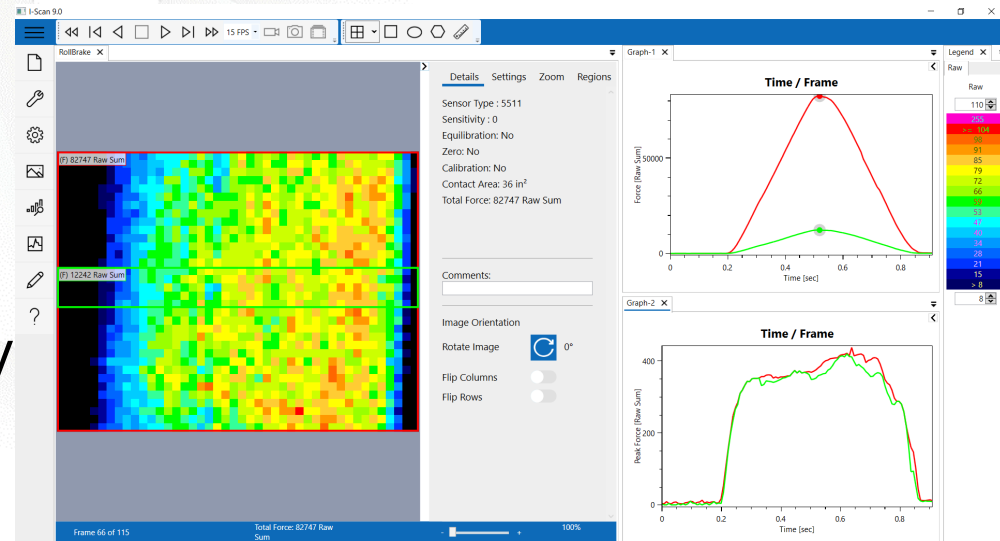 I-Scan 9.0
15 FPS
RollBrake
(F) 82747 Raw Sum
(F) 12242 Raw Sum
Details Settings Zoom Regions
Sensor Type : 5511
Sensitivity : 0
Equilibration: No
Zero: No
Calibration: No
Contact Area: 36 in²
Total Force: 82747 Raw Sum
Comments:
Image Orientation
Rotate Image 0°
Flip Columns
Flip Rows
Frame 66 of 115
Total Force: 82747 Raw
Sum
- + 100%
Graph-1
Time / Frame
Force [Raw Sum]
50000
0
0 0.2 0.4 0.6 0.8
Time [sec]
Graph-2
Time / Frame
Peak Force [Raw Sum]
400
200
0
0 0.2 0.4 0.6 0.8
Time [sec]
Legend
Raw
Raw
110
255
>= 104
91
85
79
72
66
59
53
47
34
28
21
15
> 8
8